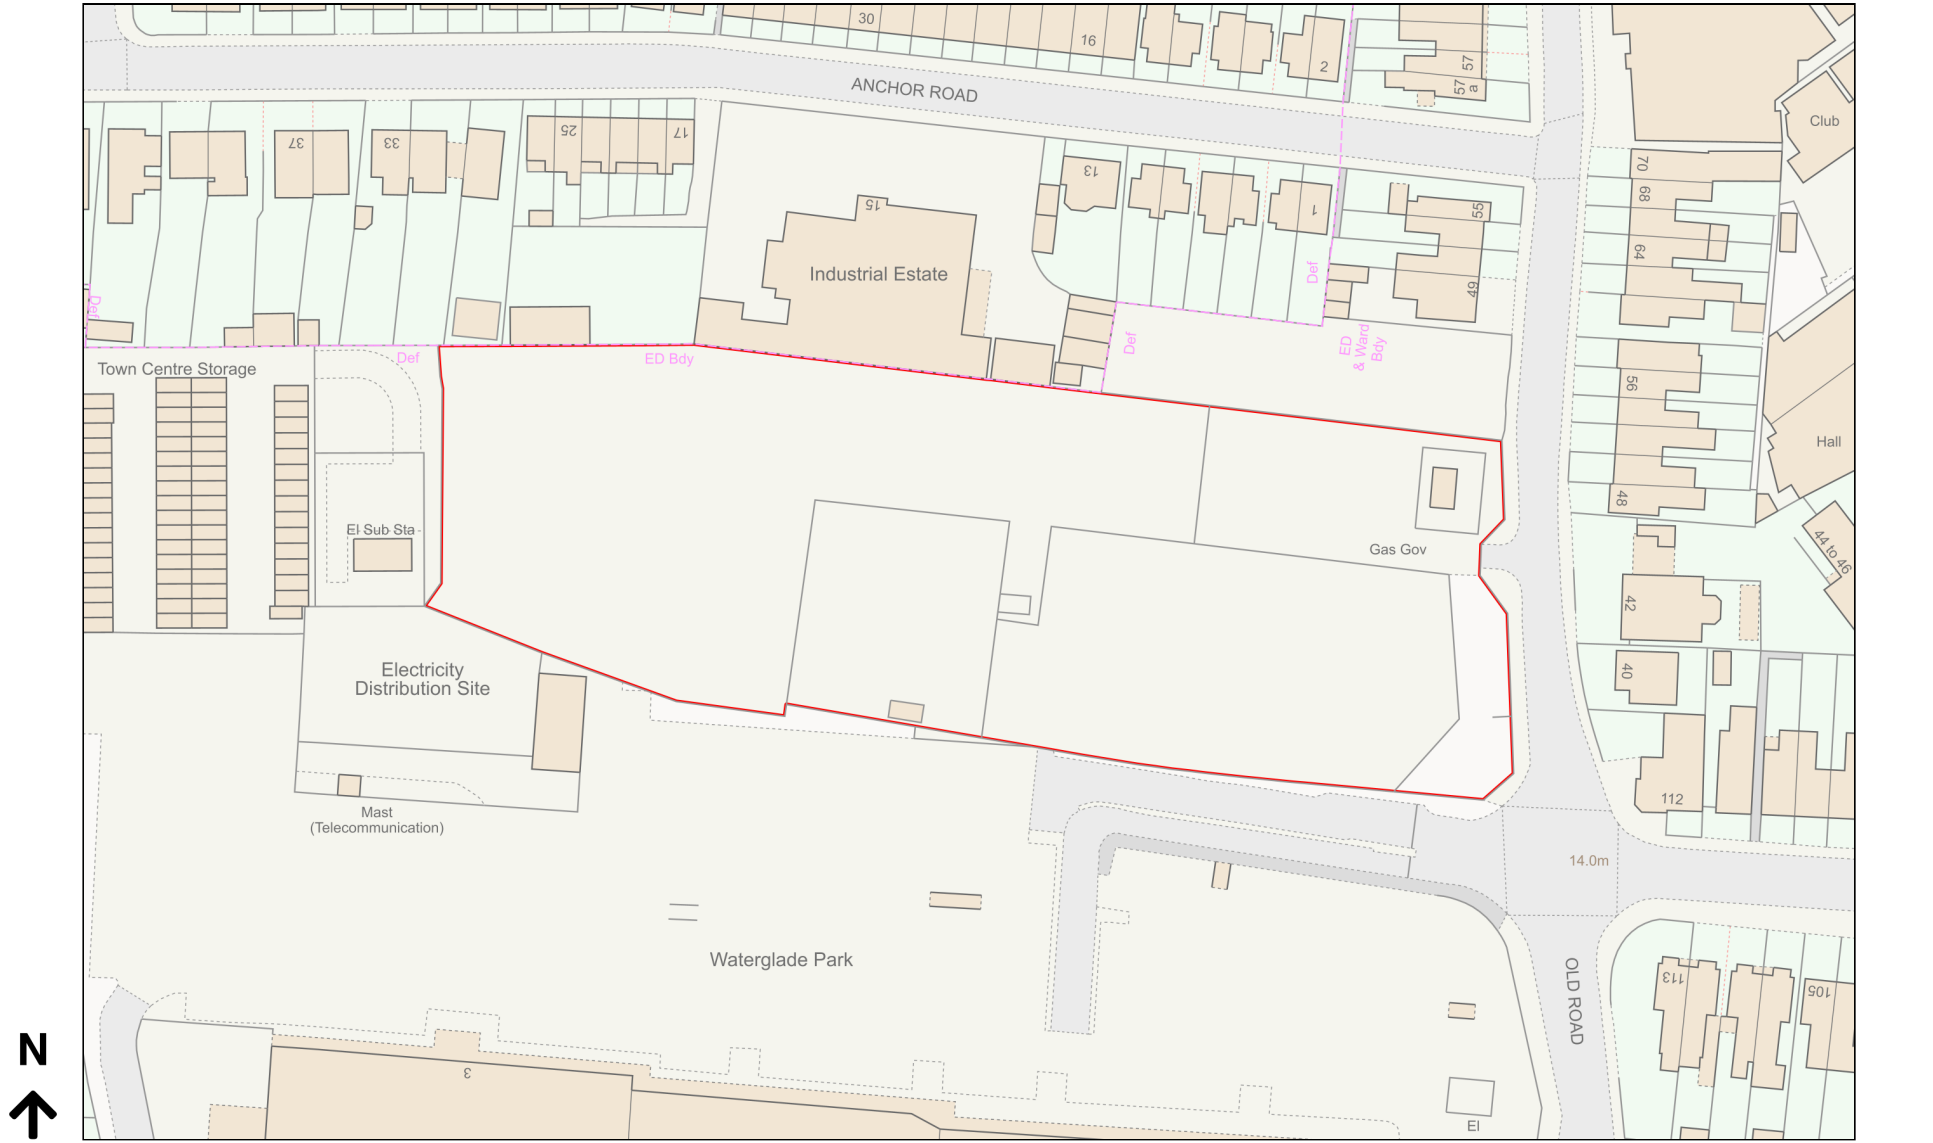 30
16
2
57
57
a
ANCHOR ROAD
Club
37
33
25
17
13
1
55
49
70
68
64
56
48
15
Industrial Estate
Def
Def
Def
ED Bdy
Def
ED
& Ward
Bdy
Town Centre Storage
Hall
El Sub Sta
Gas Gov
44 to 46
42
40
Electricity
Distribution Site
112
Mast
(Telecommunication)
14.0m
Waterglade Park
OLD ROAD
113
105
N
3
El